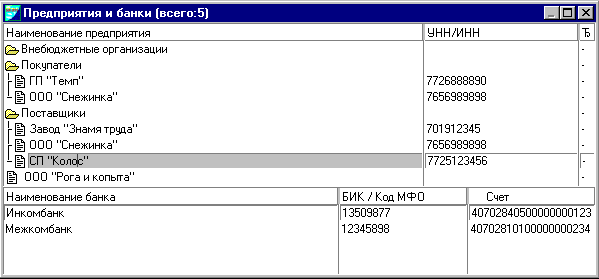 Предприятия и банки (всего:5)
Наименование предприятия УНН/ИНН Ђ
Внебюджетные организации -
Покупатели -
ГП "Темп" 7726888890 -
ООО "Снежинка" 7656989898 -
Поставщики -
Завод "Знамя труда" 701912345 -
ООО "Снежинка" 7656989898 -
СП "Колос" 7725123456 -
ООО "Рога и копыта" -
Наименование банка БИК / Код МФО Счет
Инкомбанк 13509877 40702840500000000123
Межкомбанк 12345898 40702810100000000234